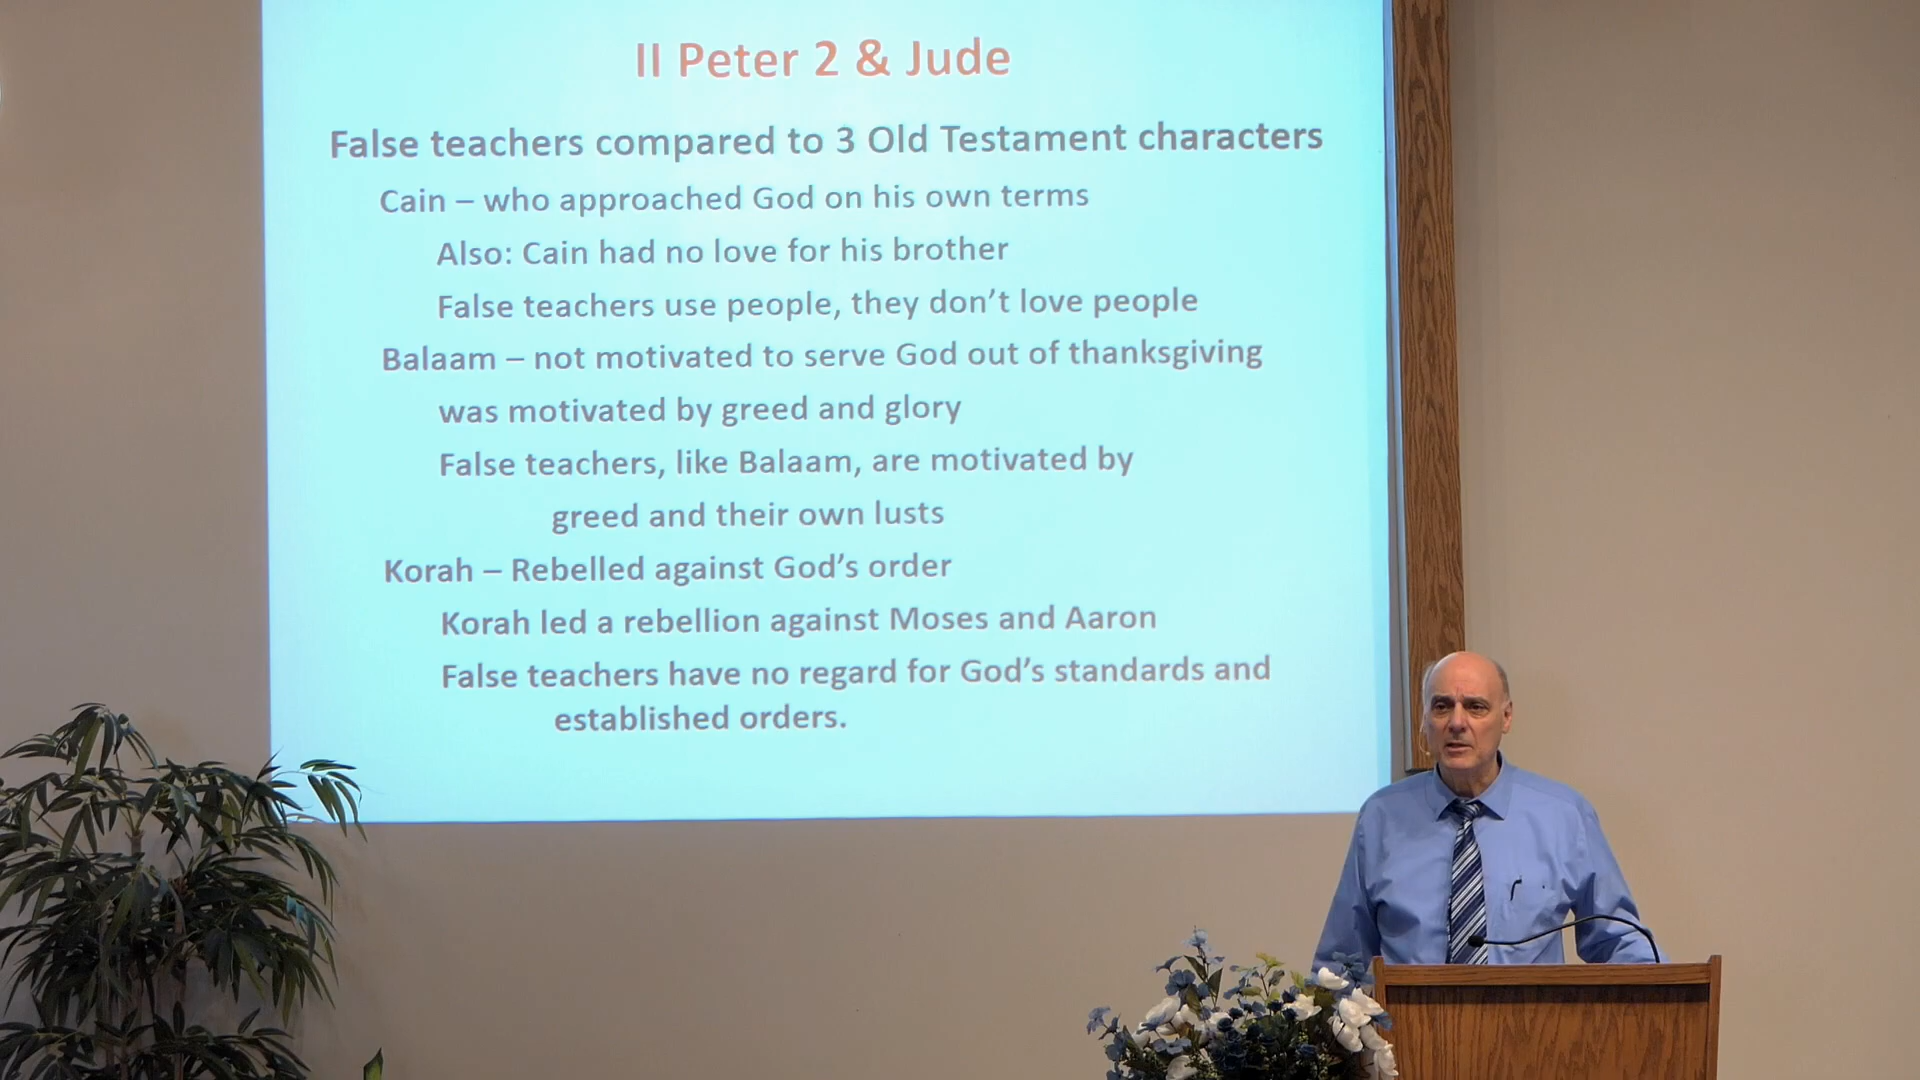 II Peter 2 & Jude
False teachers compared to 3 Old Testament characters
Cain – who approached God on his own terms
Also: Cain had no love for his brother
False teachers use people, they don’t love people
Balaam – not motivated to serve God out of thanksgiving
was motivated by greed and glory
False teachers, like Balaam, are motivated by
greed and their own lusts
Korah – Rebelled against God’s order
Korah led a rebellion against Moses and Aaron
False teachers have no regard for God’s standards and
established orders.